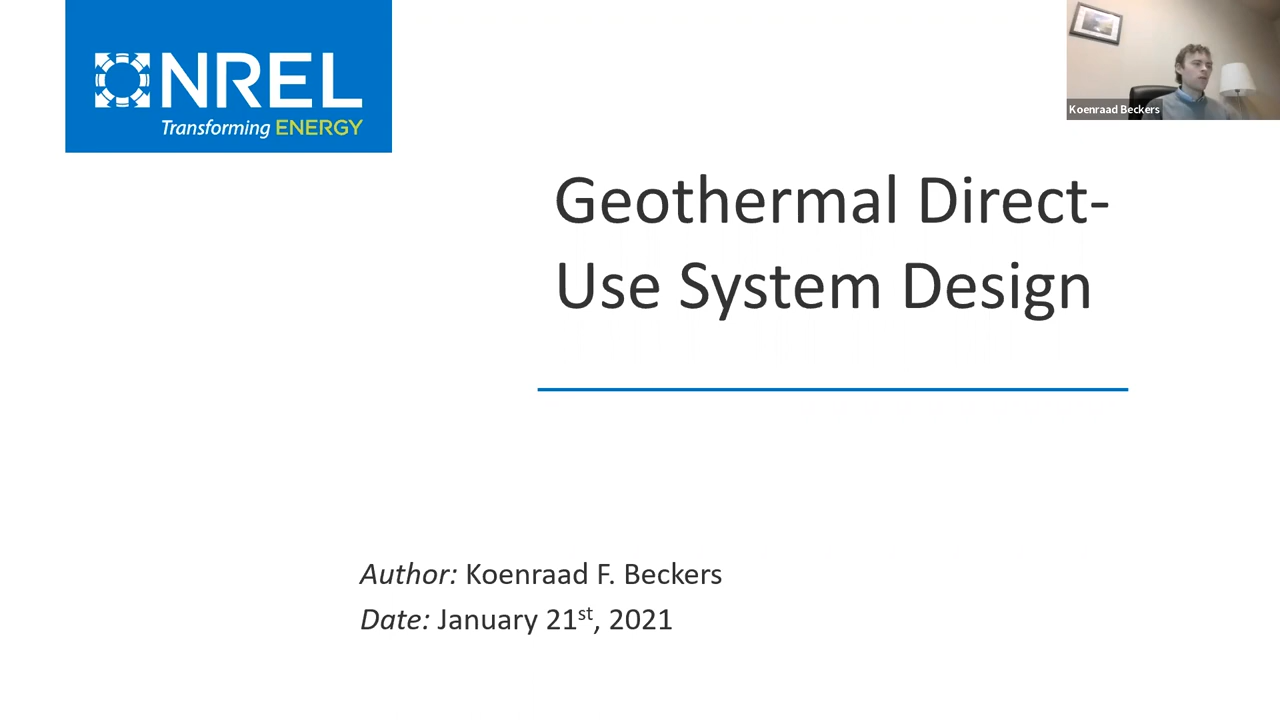 NREL
Transforming ENERGY
Koenraad Beckers
Geothermal Direct-
Use System Design
Author: Koenraad F. Beckers
Date: January 21st, 2021